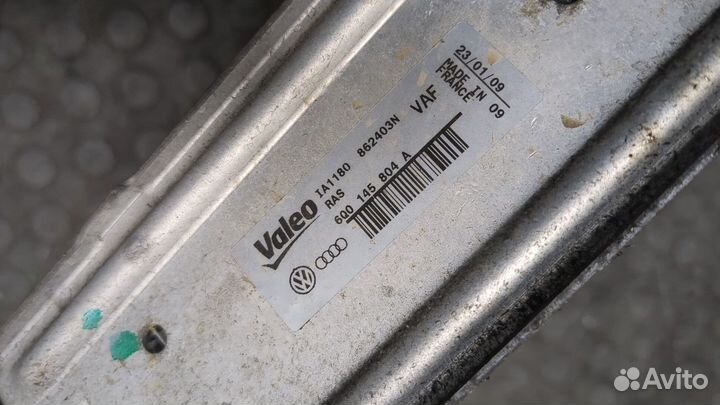 Valeo
IA1180 862403N
RAS VAF
6Q0 145 804 A
23/01/09
MADE IN 09
FRANCE
Avito